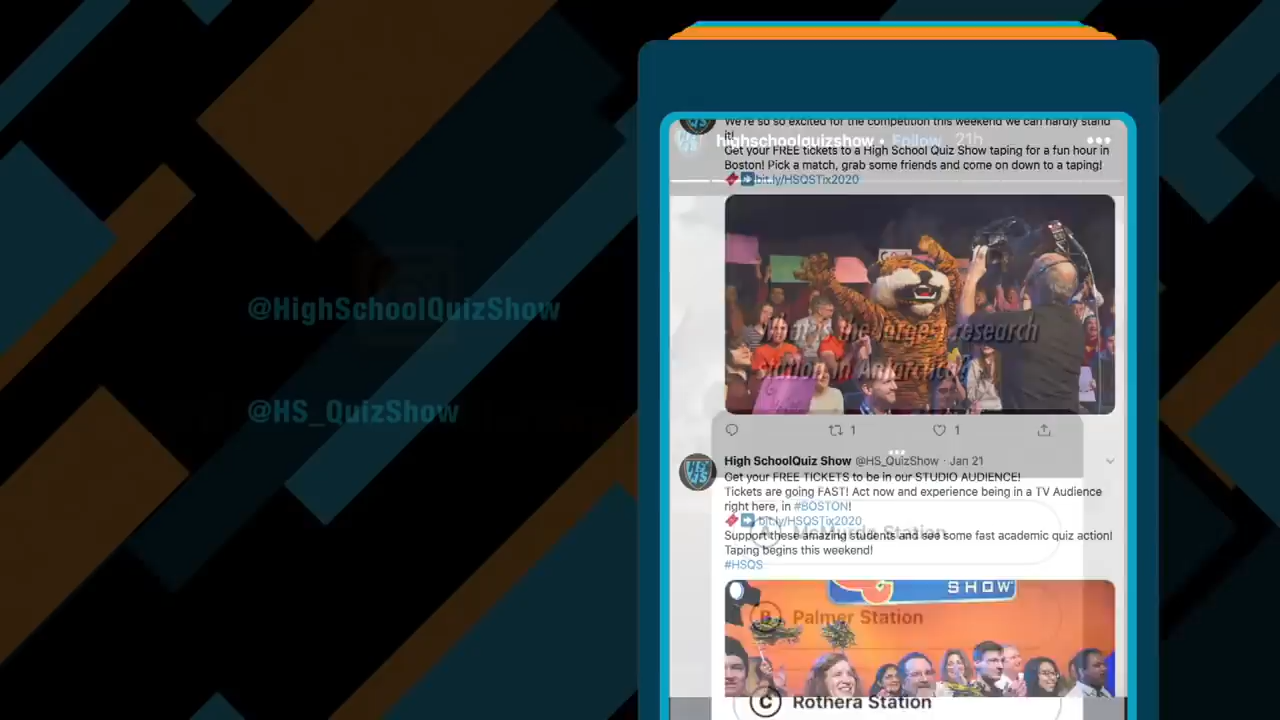 @HighSchoolQuizShow
@HS_QuizShow
We're so so excited for the competition this weekend we can hardly stand
it!
highschoolquizshow • Follow 21h
Get your FREE tickets to a High School Quiz Show taping for a fun hour in
Boston! Pick a match, grab some friends and come on down to a taping!
bit.ly/HSQSTix2020
What is the largest research
station in Antarctica?
1 1
High SchoolQuiz Show @HS_QuizShow · Jan 21
Get your FREE TICKETS to be in our STUDIO AUDIENCE!
Tickets are going FAST! Act now and experience being in a TV Audience
right here, in #BOSTON!
bit.ly/HSQSTix2020
A McMurdo Station
Support these amazing students and see some fast academic quiz action!
Taping begins this weekend!
#HSQS
SHOW
B Palmer Station
C Rothera Station